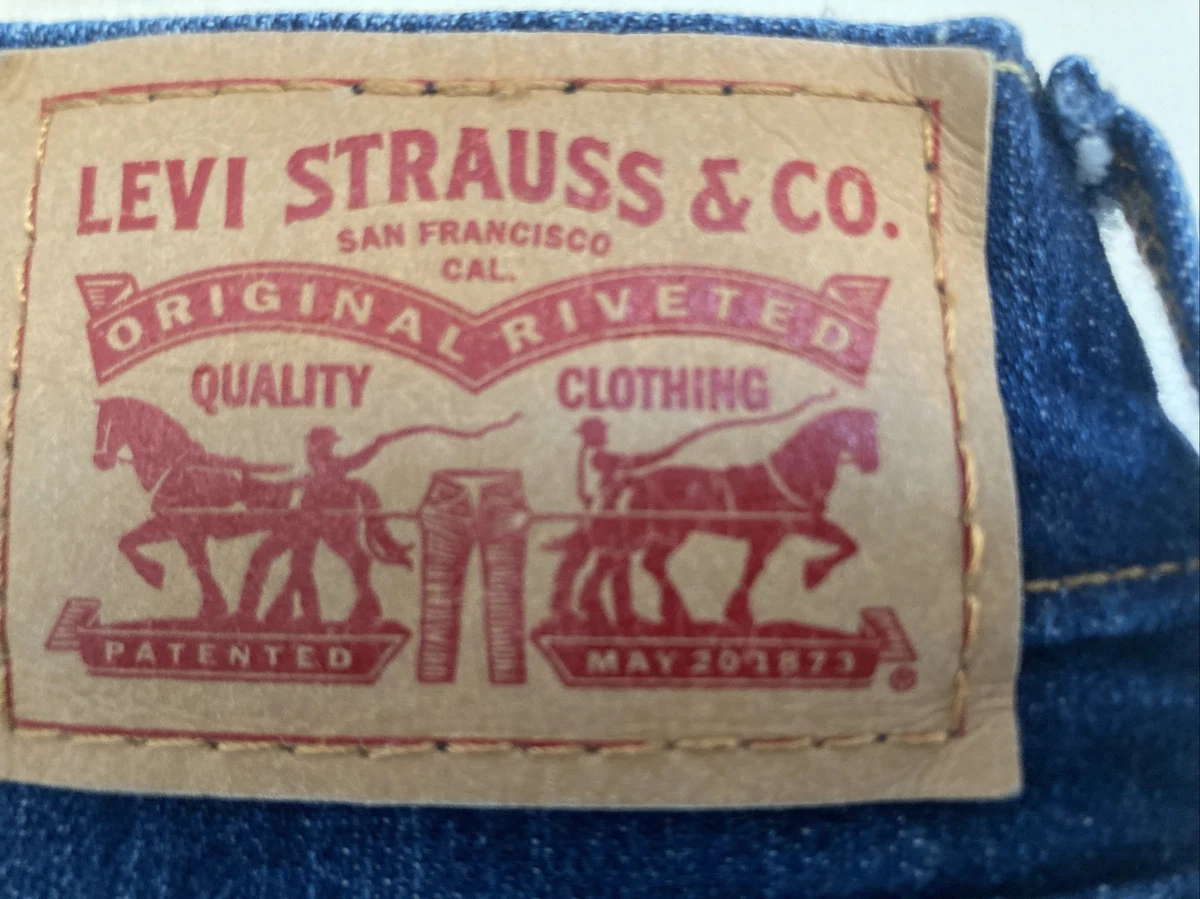 LEVI STRAUSS & CO.
SAN FRANCISCO
CAL.
ORIGINAL RIVETED
QUALITY CLOTHING
PATENTED MAY 20 1873
®